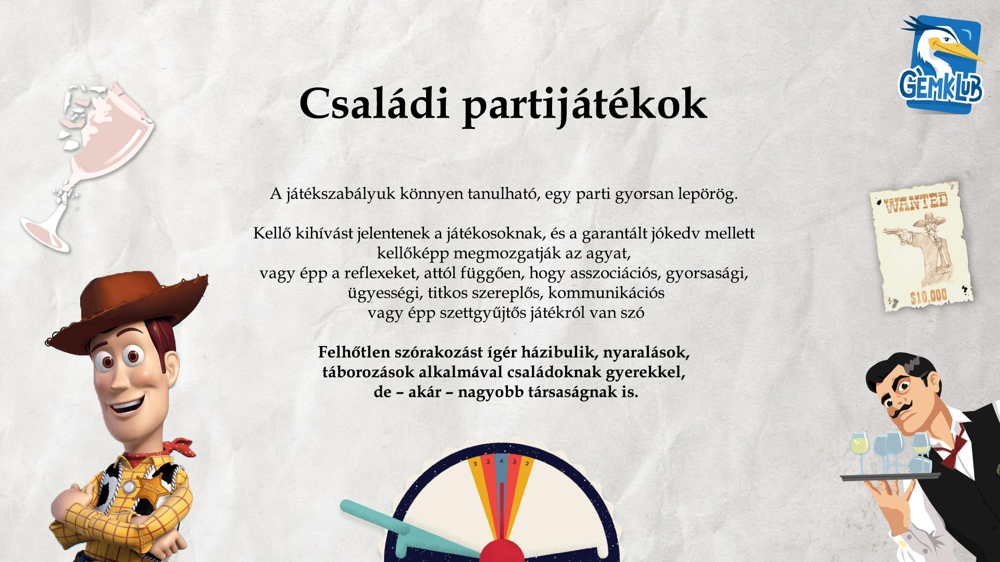 GÉMKLUB
Családi partijátékok
A játékszabályuk könnyen tanulható, egy parti gyorsan lepörög.
Kellő kihívást jelentenek a játékosoknak, és a garantált jókedv mellett
kellőképp megmozgatják az agyat,
vagy épp a reflexeket, attól függően, hogy asszociációs, gyorsasági,
ügyességi, titkos szereplős, kommunikációs
vagy épp szettgyűjtős játékról van szó
Felhőtlen szórakozást ígér házibulik, nyaralások,
táborozások alkalmával családoknak gyerekkel,
de – akár – nagyobb társaságnak is.
WANTED
$10,000
SHERIFF
2 3 4 3 2